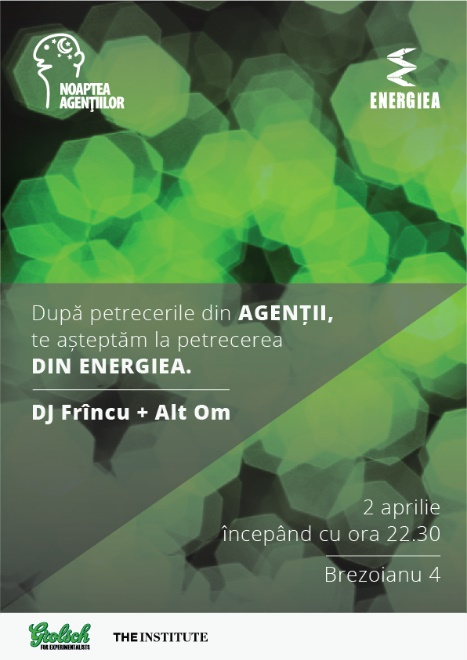 NOAPTEA
AGENȚIILOR
ENERGIEA
După petrecerile din AGENȚII,
te așteptăm la petrecerea
DIN ENERGIEA.
DJ Frîncu + Alt Om
2 aprilie
începând cu ora 22.30
Brezoianu 4
Grolsch
FOR EXPERIMENTALISTS
THE INSTITUTE